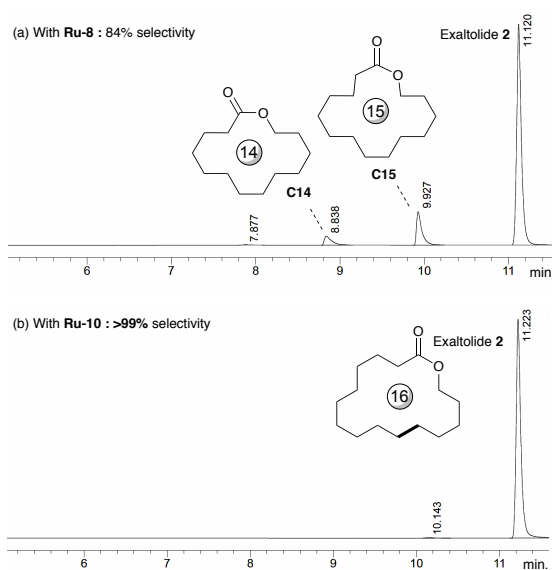 (a) With Ru-8 : 84% selectivity
Exaltolide 2
11.120
O
O
15
C15
9.927
O
O
14
C14
8.838
7.877
6 7 8 9 10 11 min
(b) With Ru-10 : >99% selectivity
Exaltolide 2
11.223
O
O
16
10.143
6 7 8 9 10 11 min.